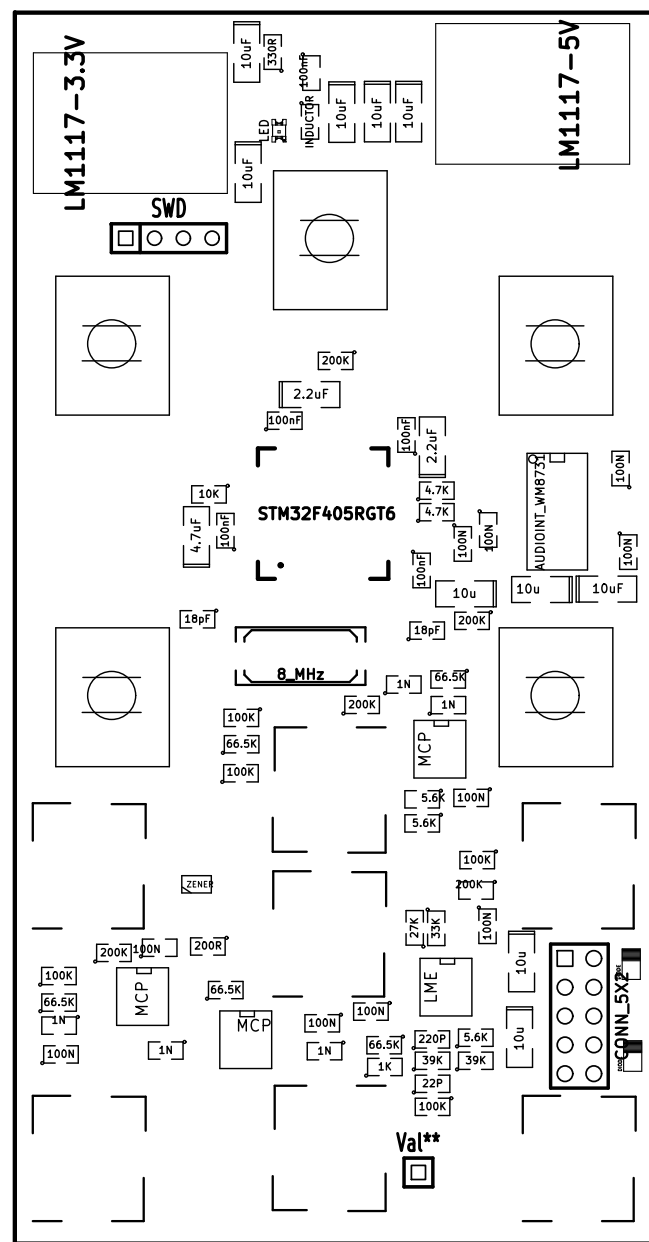 LM1117-3.3V
10uF
330R
100nF
LED
INDUCTOR
10uF
10uF
10uF
LM1117-5V
10uF
SWD
200K
2.2uF
100nF
100nF
2.2uF
10K
4.7K
4.7K
STM32F405RGT6
4.7uF
100nF
100N
100N
AUDIOINT_WM8731
100N
100N
100nF
10u
10u
10uF
18pF
200K
18pF
8_MHz
66.5K
1N
200K
1N
100K
66.5K
100K
MCP
5.6K
100N
5.6K
100K
200K
ZENER
27K
33K
100N
100N
200R
200K
10u
100K
66.5K
66.5K
MCP
LME
CONN_5X2
1N
MCP
100N
100N
10u
100N
1N
1N
66.5K
220P
5.6K
1K
39K
39K
22P
100K
Val**